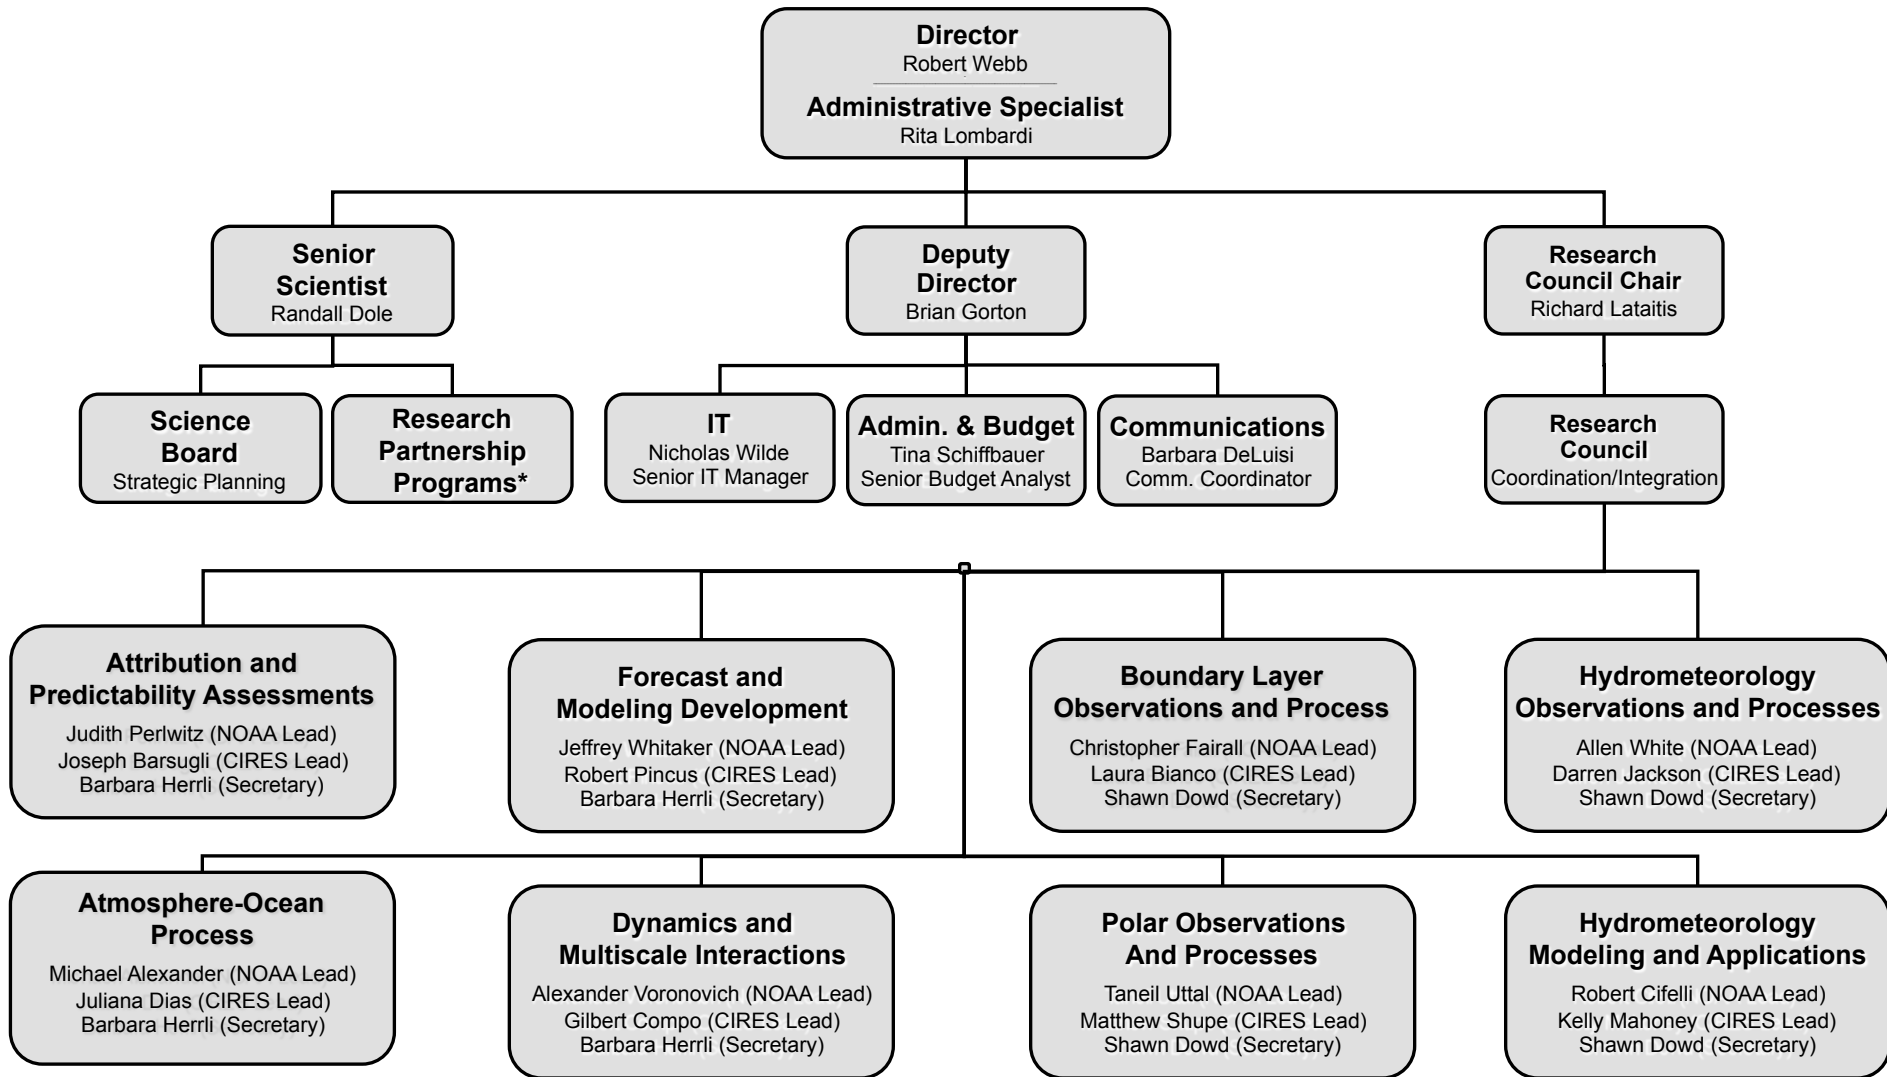 Director
Robert Webb
Administrative Specialist
Rita Lombardi
Senior
Scientist
Randall Dole
Deputy
Director
Brian Gorton
Research
Council Chair
Richard Lataitis
Science
Board
Strategic Planning
Research
Partnership
Programs*
IT
Nicholas Wilde
Senior IT Manager
Admin. & Budget
Tina Schiffbauer
Senior Budget Analyst
Communications
Barbara DeLuisi
Comm. Coordinator
Research
Council
Coordination/Integration
Attribution and
Predictability Assessments
Judith Perlwitz (NOAA Lead)
Joseph Barsugli (CIRES Lead)
Barbara Herrli (Secretary)
Forecast and
Modeling Development
Jeffrey Whitaker (NOAA Lead)
Robert Pincus (CIRES Lead)
Barbara Herrli (Secretary)
Boundary Layer
Observations and Process
Christopher Fairall (NOAA Lead)
Laura Bianco (CIRES Lead)
Shawn Dowd (Secretary)
Hydrometeorology
Observations and Processes
Allen White (NOAA Lead)
Darren Jackson (CIRES Lead)
Shawn Dowd (Secretary)
Atmosphere-Ocean
Process
Michael Alexander (NOAA Lead)
Juliana Dias (CIRES Lead)
Barbara Herrli (Secretary)
Dynamics and
Multiscale Interactions
Alexander Voronovich (NOAA Lead)
Gilbert Compo (CIRES Lead)
Barbara Herrli (Secretary)
Polar Observations
And Processes
Taneil Uttal (NOAA Lead)
Matthew Shupe (CIRES Lead)
Shawn Dowd (Secretary)
Hydrometeorology
Modeling and Applications
Robert Cifelli (NOAA Lead)
Kelly Mahoney (CIRES Lead)
Shawn Dowd (Secretary)